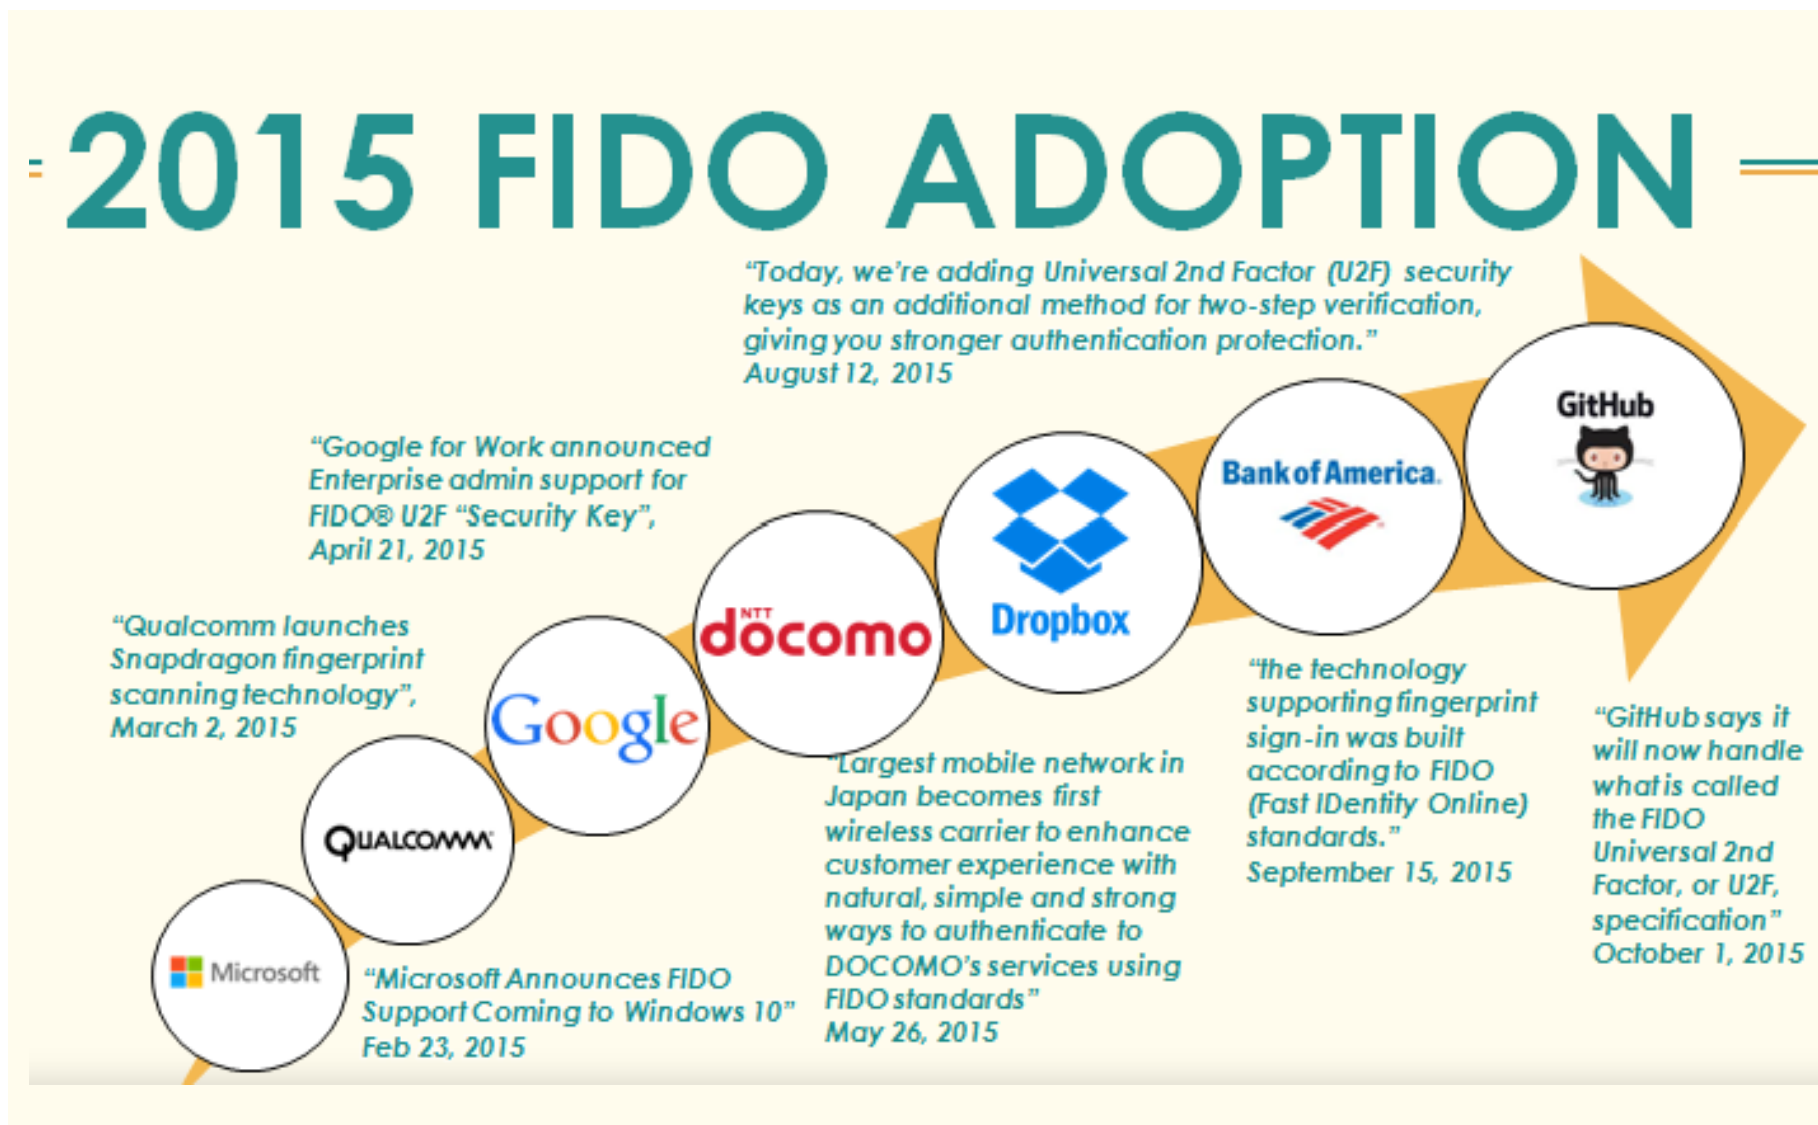 2015 FIDO ADOPTION
“Today, we’re adding Universal 2nd Factor (U2F) security
keys as an additional method for two-step verification,
giving you stronger authentication protection.”
August 12, 2015
GitHub
“Google for Work announced
Enterprise admin support for
FIDO® U2F “Security Key”,
April 21, 2015
Bank of America.
NTT
döcomo
Dropbox
“Qualcomm launches
Snapdragon fingerprint
scanning technology”,
March 2, 2015
Google
“the technology
supporting fingerprint
sign-in was built
according to FIDO
(Fast IDentity Online)
standards.”
September 15, 2015
“GitHub says it
will now handle
what is called
the FIDO
Universal 2nd
Factor, or U2F,
specification”
October 1, 2015
“Largest mobile network in
Japan becomes first
wireless carrier to enhance
customer experience with
natural, simple and strong
ways to authenticate to
DOCOMO’s services using
FIDO standards”
May 26, 2015
QUALCOMM
Microsoft
“Microsoft Announces FIDO
Support Coming to Windows 10”
Feb 23, 2015